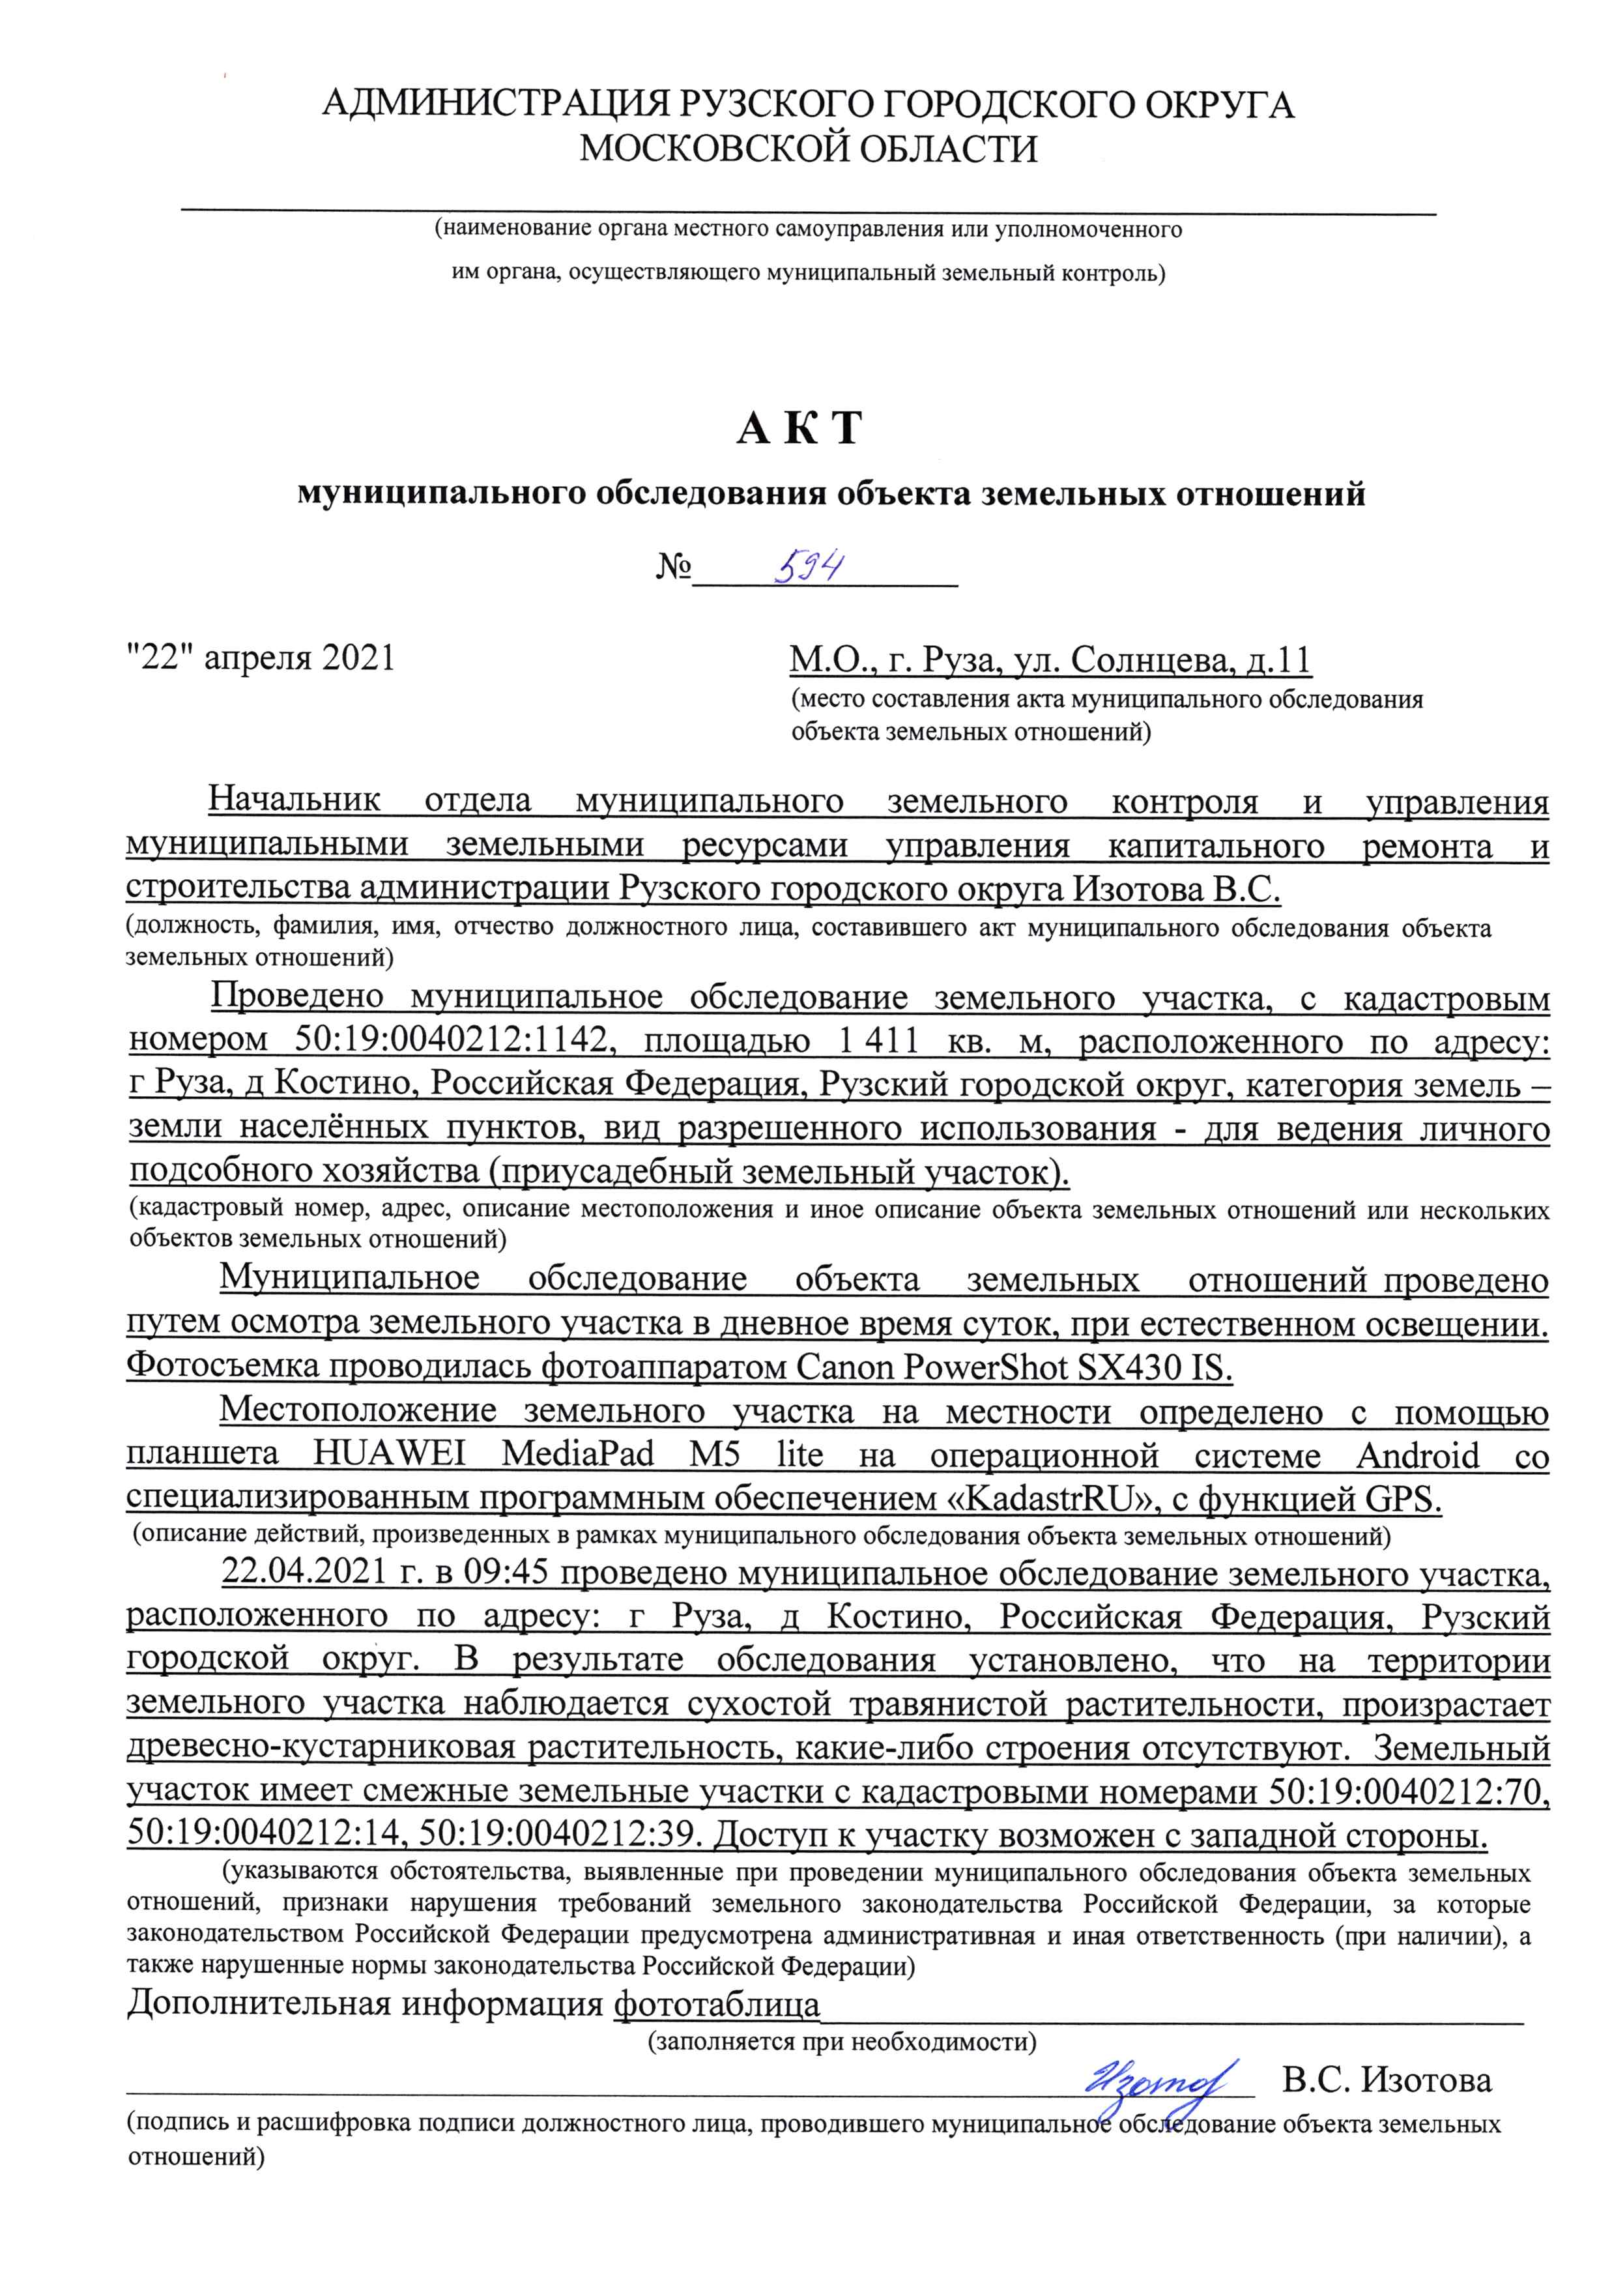 АДМИНИСТРАЦИЯ РУЗСКОГО ГОРОДСКОГО ОКРУГА
МОСКОВСКОЙ ОБЛАСТИ
(наименование органа местного самоуправления или уполномоченного
им органа, осуществляющего муниципальный земельный контроль)
А К Т
муниципального обследования объекта земельных отношений
№ 594
"22" апреля 2021
М.О., г. Руза, ул. Солнцева, д.11
(место составления акта муниципального обследования
объекта земельных отношений)
Начальник отдела муниципального земельного контроля и управления
муниципальными земельными ресурсами управления капитального ремонта и
строительства администрации Рузского городского округа Изотова В.С.
(должность, фамилия, имя, отчество должностного лица, составившего акт муниципального обследования объекта
земельных отношений)
Проведено муниципальное обследование земельного участка, с кадастровым
номером 50:19:0040212:1142, площадью 1 411 кв. м, расположенного по адресу:
г Руза, д Костино, Российская Федерация, Рузский городской округ, категория земель –
земли населённых пунктов, вид разрешенного использования - для ведения личного
подсобного хозяйства (приусадебный земельный участок).
(кадастровый номер, адрес, описание местоположения и иное описание объекта земельных отношений или нескольких
объектов земельных отношений)
Муниципальное обследование объекта земельных отношений проведено
путем осмотра земельного участка в дневное время суток, при естественном освещении.
Фотосъемка проводилась фотоаппаратом Canon PowerShot SX430 IS.
Местоположение земельного участка на местности определено с помощью
планшета HUAWEI MediaPad M5 lite на операционной системе Android со
специализированным программным обеспечением «KadastrRU», с функцией GPS.
(описание действий, произведенных в рамках муниципального обследования объекта земельных отношений)
22.04.2021 г. в 09:45 проведено муниципальное обследование земельного участка,
расположенного по адресу: г Руза, д Костино, Российская Федерация, Рузский
городской округ. В результате обследования установлено, что на территории
земельного участка наблюдается сухостой травянистой растительности, произрастает
древесно-кустарниковая растительность, какие-либо строения отсутствуют. Земельный
участок имеет смежные земельные участки с кадастровыми номерами 50:19:0040212:70,
50:19:0040212:14, 50:19:0040212:39. Доступ к участку возможен с западной стороны.
(указываются обстоятельства, выявленные при проведении муниципального обследования объекта земельных
отношений, признаки нарушения требований земельного законодательства Российской Федерации, за которые
законодательством Российской Федерации предусмотрена административная и иная ответственность (при наличии), а
также нарушенные нормы законодательства Российской Федерации)
Дополнительная информация фототаблица
(заполняется при необходимости)
Изотов В.С. Изотова
(подпись и расшифровка подписи должностного лица, проводившего муниципальное обследование объекта земельных
отношений)